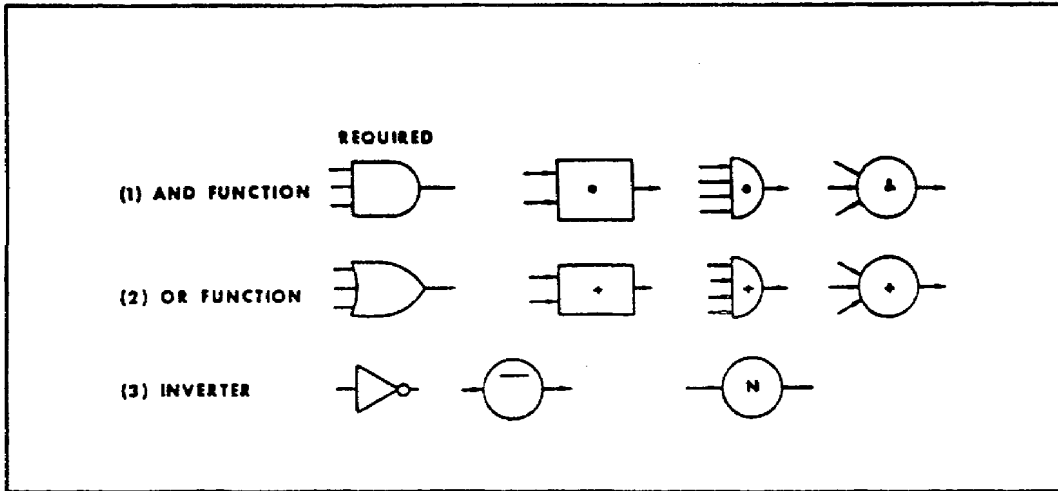 REQUIRED
(1) AND FUNCTION • • &
(2) OR FUNCTION + + +
(3) INVERTER N